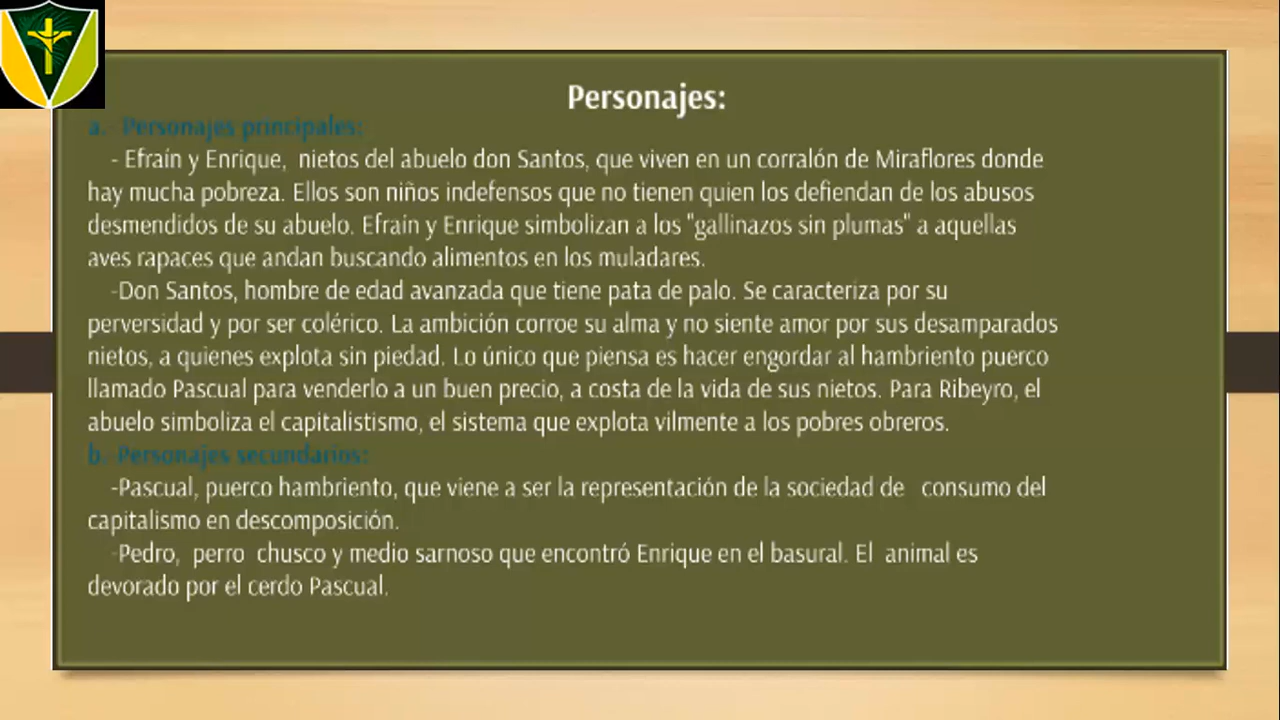 Personajes:
a.- Personajes principales:
- Efraín y Enrique, nietos del abuelo don Santos, que viven en un corralón de Miraflores donde
hay mucha pobreza. Ellos son niños indefensos que no tienen quien los defiendan de los abusos
desmendidos de su abuelo. Efraín y Enrique simbolizan a los "gallinazos sin plumas" a aquellas
aves rapaces que andan buscando alimentos en los muladares.
-Don Santos, hombre de edad avanzada que tiene pata de palo. Se caracteriza por su
perversidad y por ser colérico. La ambición corroe su alma y no siente amor por sus desamparados
nietos, a quienes explota sin piedad. Lo único que piensa es hacer engordar al hambriento puerco
llamado Pascual para venderlo a un buen precio, a costa de la vida de sus nietos. Para Ribeyro, el
abuelo simboliza el capitalistismo, el sistema que explota vilmente a los pobres obreros.
b.-Personajes secundarios:
-Pascual, puerco hambriento, que viene a ser la representación de la sociedad de consumo del
capitalismo en descomposición.
-Pedro, perro chusco y medio sarnoso que encontró Enrique en el basural. El animal es
devorado por el cerdo Pascual.